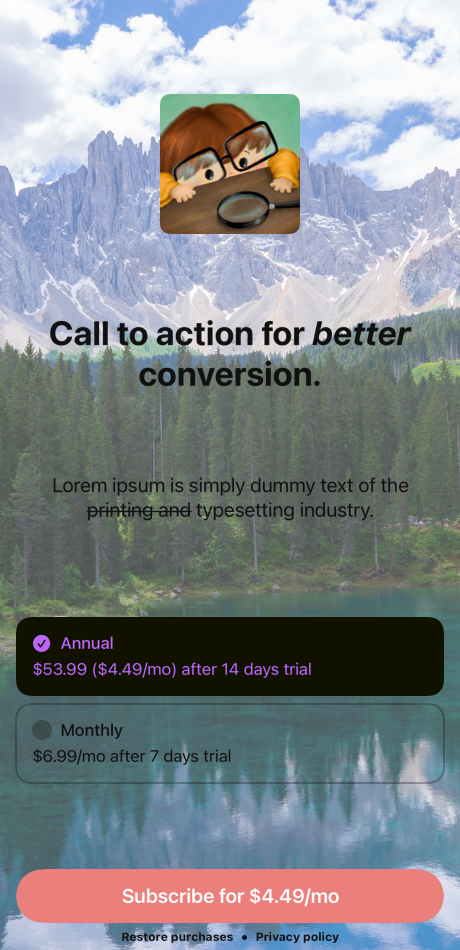 Call to action for better
conversion.
Lorem ipsum is simply dummy text of the
printing and typesetting industry.
Annual
$53.99 ($4.49/mo) after 14 days trial
Monthly
$6.99/mo after 7 days trial
Subscribe for $4.49/mo
Restore purchases • Privacy policy